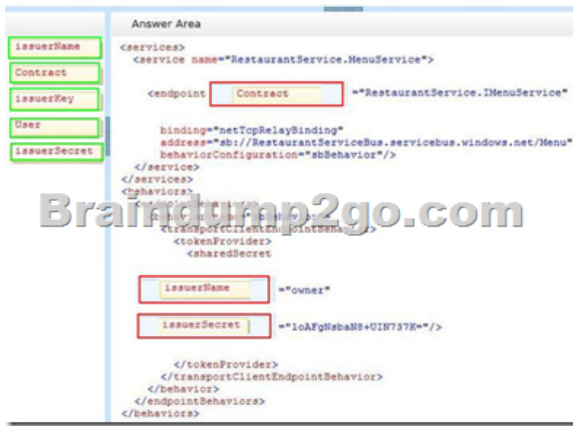 Answer Area
issuerName
Contract
issuerKey
User
issuerSecret
<services>
<service name="RestaurantService.MenuService">
<endpoint Contract ="RestaurantService.IMenuService"
binding="netTcpRelayBinding"
address="sb://RestaurantServiceBus.servicebus.windows.net/Menu"
behaviorConfiguration="sbBehavior"/>
</service>
</services>
<behaviors>
Braindump2go.com
<transportClientEndpointBehavior>
<tokenProvider>
<sharedSecret
issuerName ="owner"
issuerSecret ="1oAFgNsbaN8+UIN737K="/>
</tokenProvider>
</transportClientEndpointBehavior>
</behavior>
</endpointBehaviors>
</behaviors>